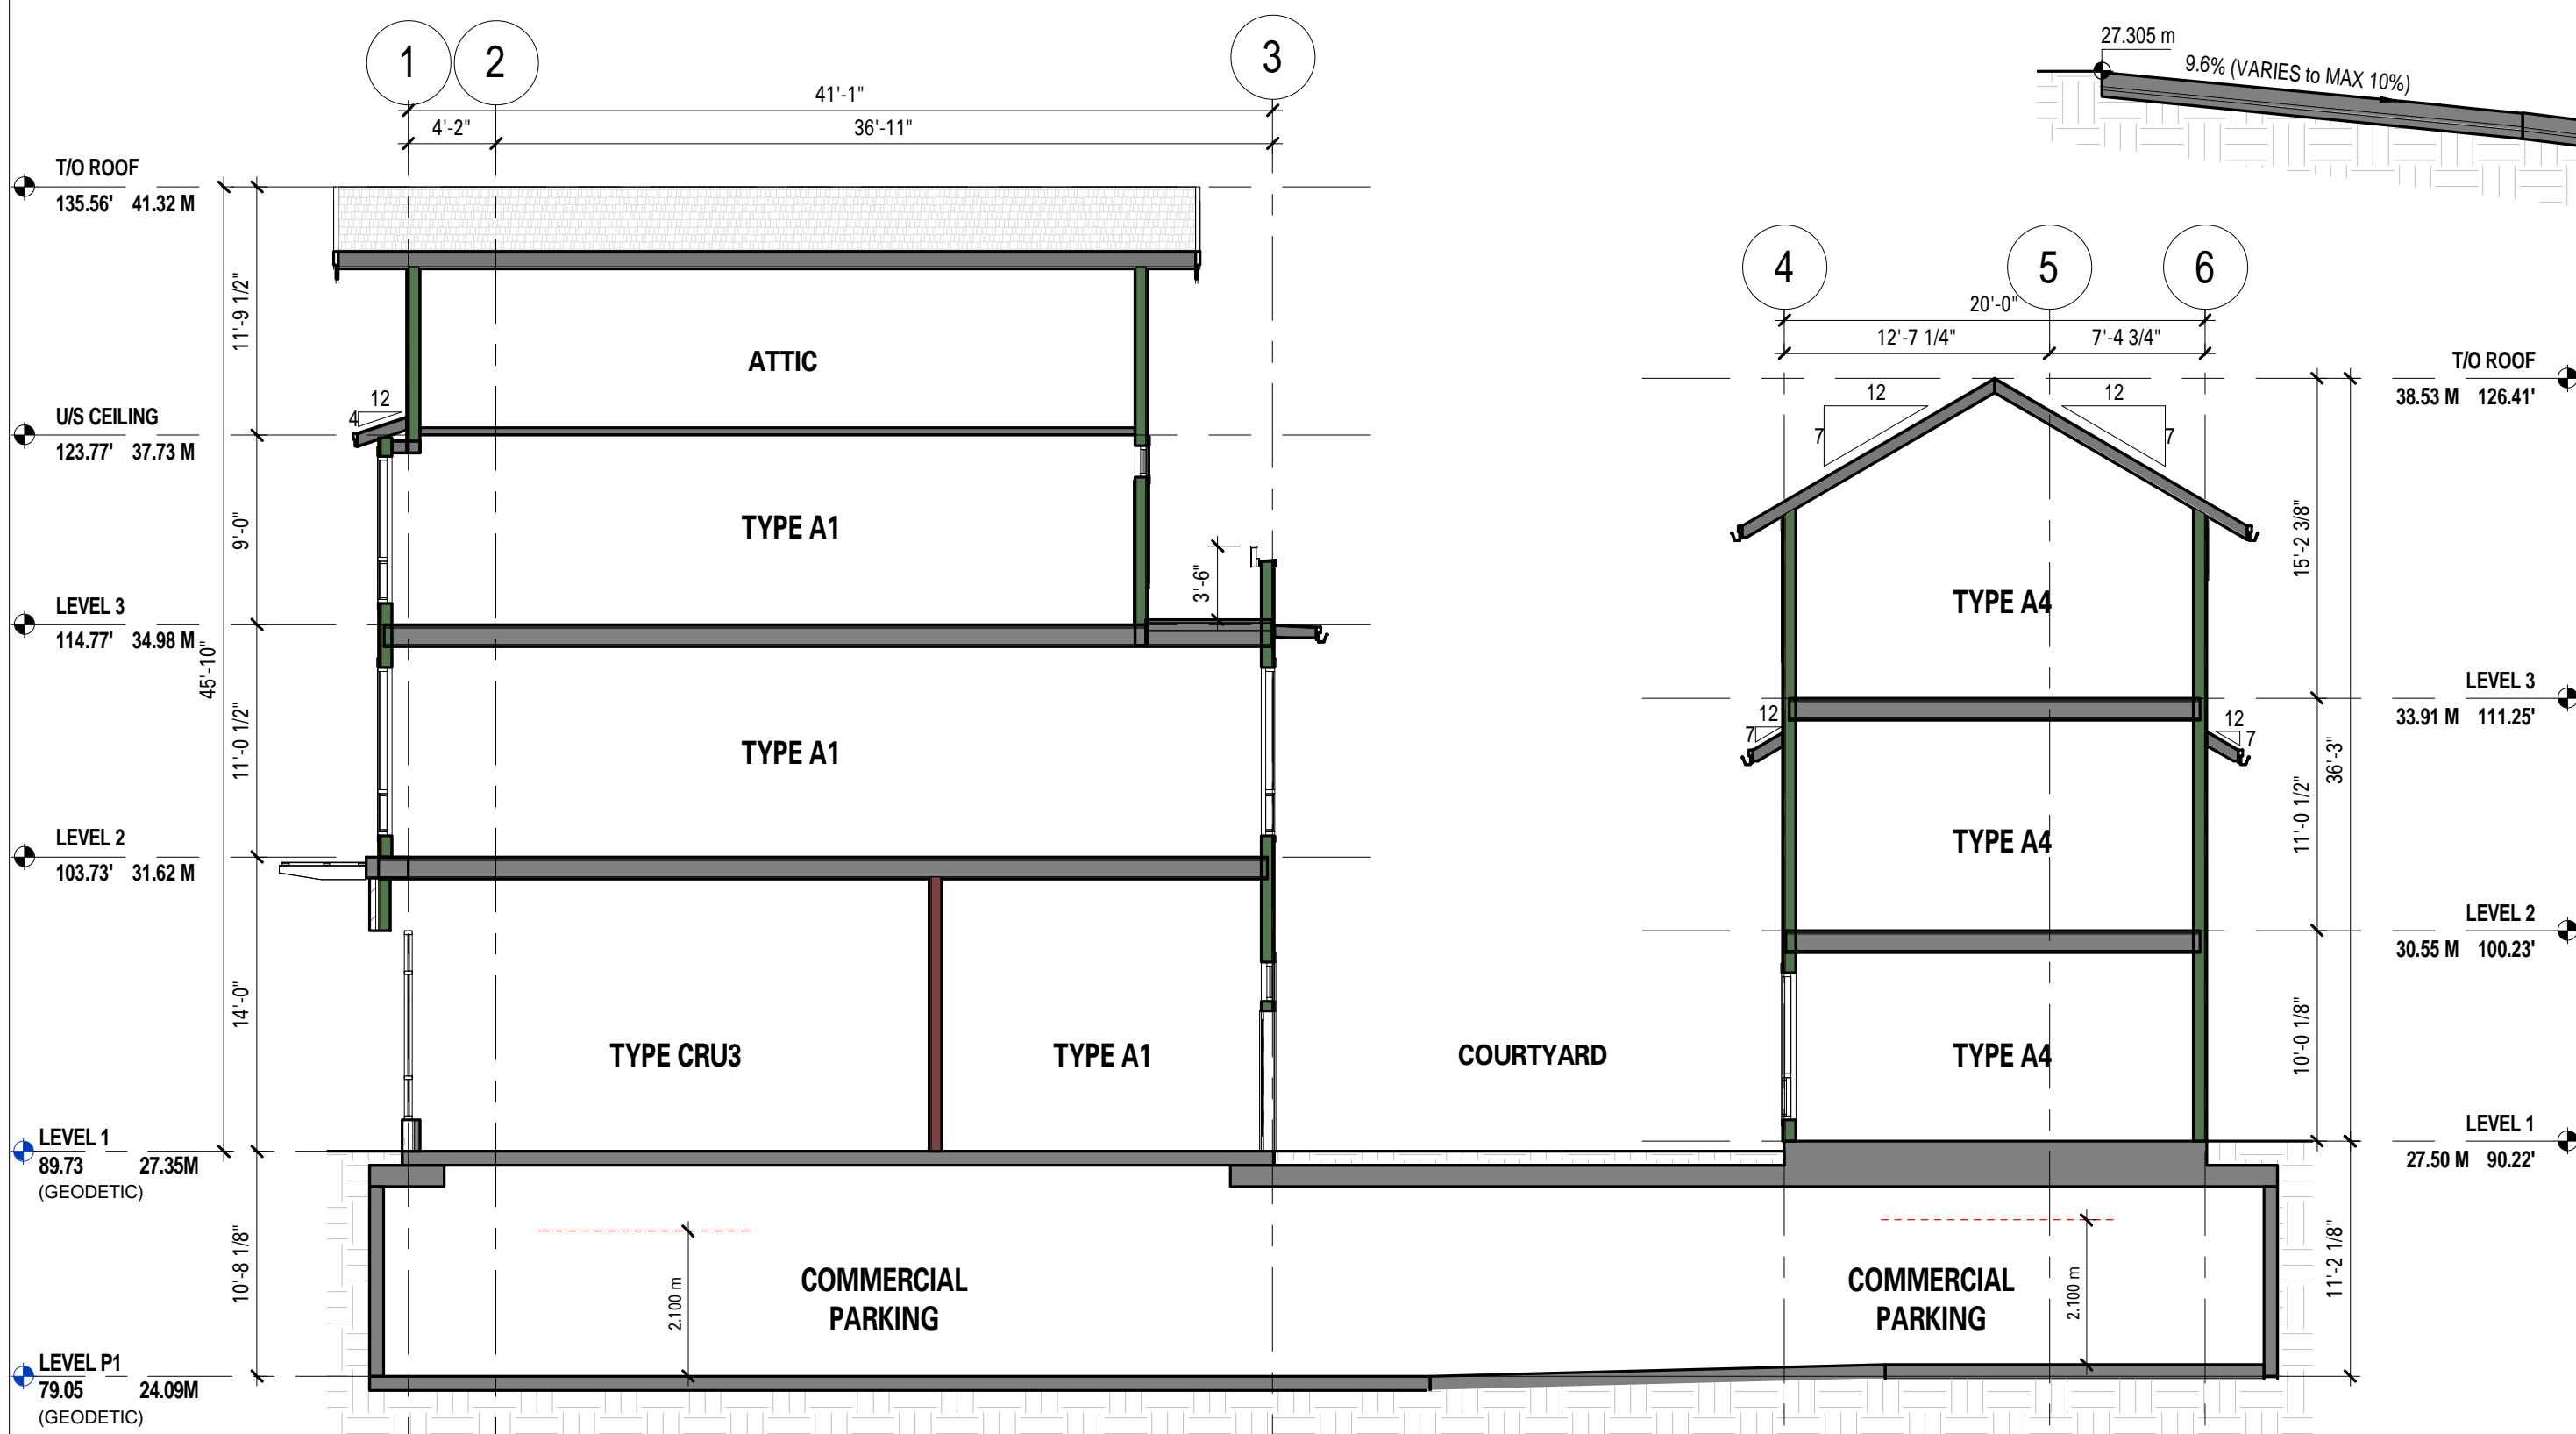 1
2
3
41'-1"
4'-2"
36'-11"
27.305 m
9.6% (VARIES to MAX 10%)
T/O ROOF
135.56' 41.32 M
11'-9 1/2"
ATTIC
12
4
U/S CEILING
123.77' 37.73 M
9'-0"
TYPE A1
3'-6"
LEVEL 3
114.77' 34.98 M
45'-10"
11'-0 1/2"
TYPE A1
LEVEL 2
103.73' 31.62 M
14'-0"
TYPE CRU3
TYPE A1
COURTYARD
LEVEL 1
89.73 27.35M
(GEODETIC)
10'-8 1/8"
2.100 m
COMMERCIAL
PARKING
LEVEL P1
79.05 24.09M
(GEODETIC)
4
5
6
20'-0"
12'-7 1/4"
7'-4 3/4"
T/O ROOF
38.53 M 126.41'
12
7
12
7
15'-2 3/8"
TYPE A4
LEVEL 3
33.91 M 111.25'
12
7
12
7
36'-3"
11'-0 1/2"
TYPE A4
LEVEL 2
30.55 M 100.23'
10'-0 1/8"
TYPE A4
LEVEL 1
27.50 M 90.22'
11'-2 1/8"
2.100 m
COMMERCIAL
PARKING